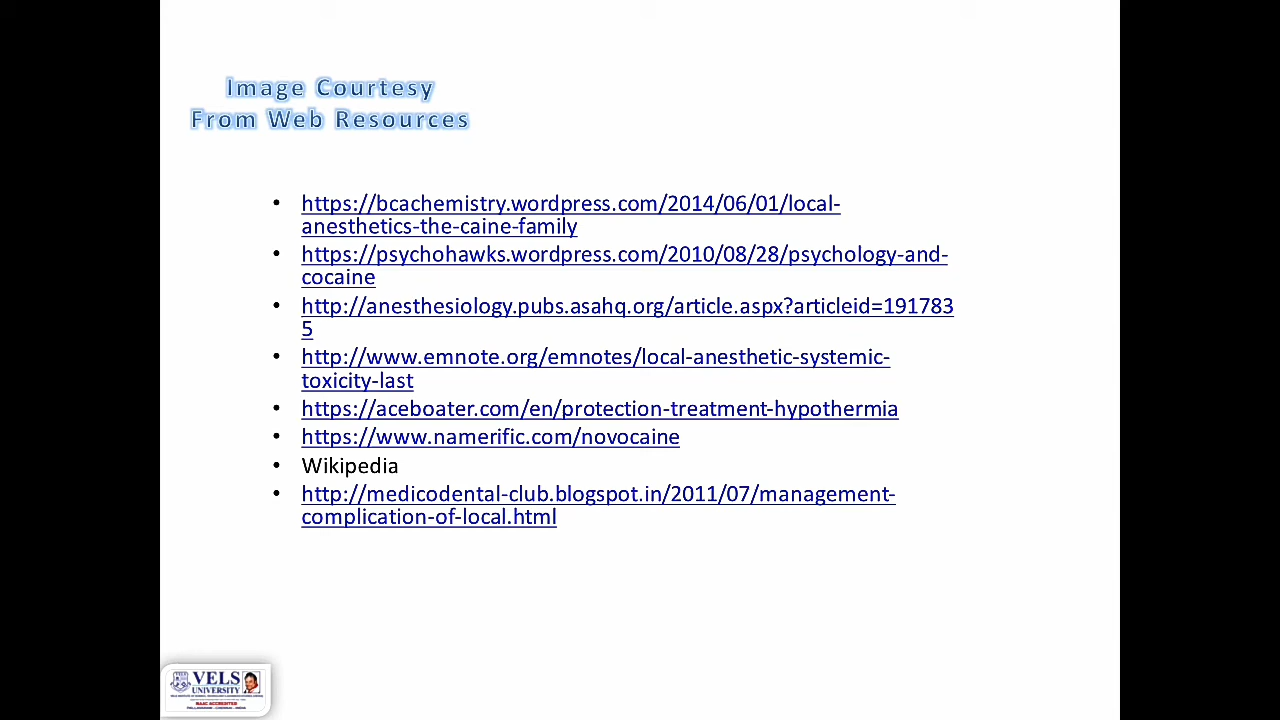 Image Courtesy
From Web Resources
• https://bcachemistry.wordpress.com/2014/06/01/local-
anesthetics-the-caine-family
• https://psychohawks.wordpress.com/2010/08/28/psychology-and-
cocaine
• http://anesthesiology.pubs.asahq.org/article.aspx?articleid=191783
5
• http://www.emnote.org/emnotes/local-anesthetic-systemic-
toxicity-last
• https://aceboater.com/en/protection-treatment-hypothermia
• https://www.namerific.com/novocaine
• Wikipedia
• http://medicodental-club.blogspot.in/2011/07/management-
complication-of-local.html
VELS
UNIVERSITY